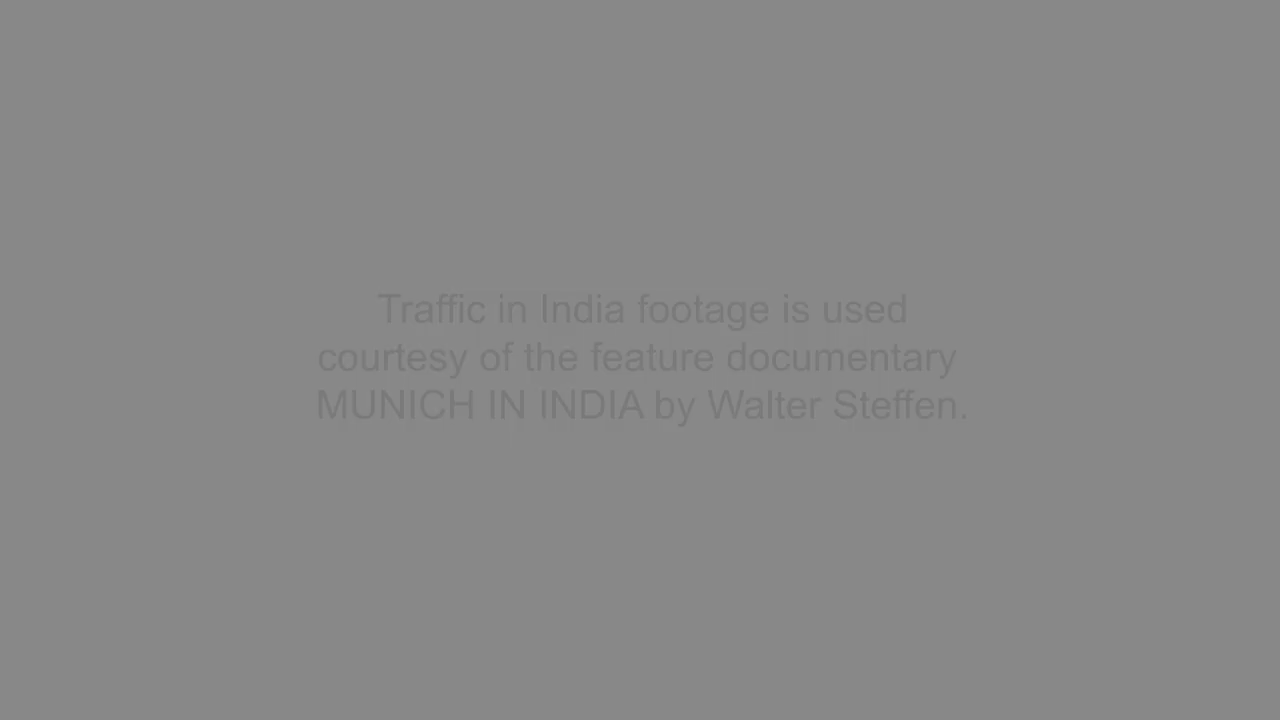 Traffic in India footage is used
courtesy of the feature documentary
MUNICH IN INDIA by Walter Steffen.